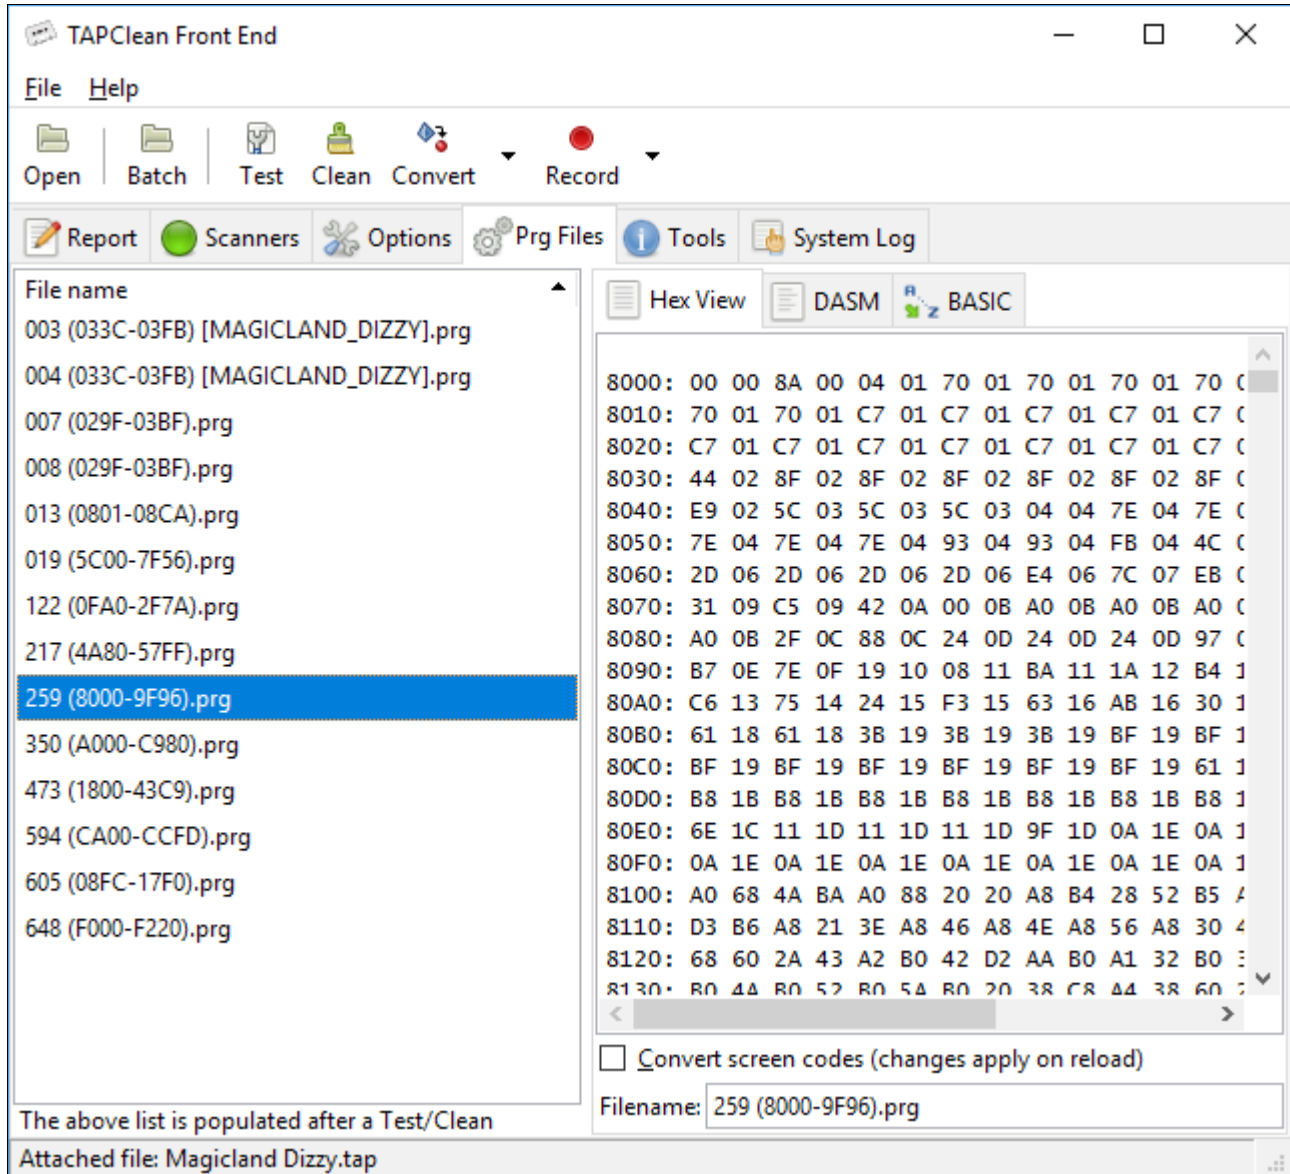 TAPClean Front End
File Help
Open Batch Test Clean Convert Record
Report Scanners Options Prg Files Tools System Log
File name
003 (033C-03FB) [MAGICLAND_DIZZY].prg
004 (033C-03FB) [MAGICLAND_DIZZY].prg
007 (029F-03BF).prg
008 (029F-03BF).prg
013 (0801-08CA).prg
019 (5C00-7F56).prg
122 (0FA0-2F7A).prg
217 (4A80-57FF).prg
259 (8000-9F96).prg
350 (A000-C980).prg
473 (1800-43C9).prg
594 (CA00-CCFD).prg
605 (08FC-17F0).prg
648 (F000-F220).prg
The above list is populated after a Test/Clean
Hex View DASM BASIC
8000: 00 00 8A 00 04 01 70 01 70 01 70 01 70
8010: 70 01 70 01 C7 01 C7 01 C7 01 C7 01 C7
8020: C7 01 C7 01 C7 01 C7 01 C7 01 C7 01 C7
8030: 44 02 8F 02 8F 02 8F 02 8F 02 8F 02 8F
8040: E9 02 5C 03 5C 03 5C 03 04 04 7E 04 7E
8050: 7E 04 7E 04 7E 04 93 04 93 04 FB 04 4C
8060: 2D 06 2D 06 2D 06 2D 06 E4 06 7C 07 EB
8070: 31 09 C5 09 42 0A 00 0B A0 0B A0 0B A0
8080: A0 0B 2F 0C 88 0C 24 0D 24 0D 24 0D 97
8090: B7 0E 7E 0F 19 10 08 11 BA 11 1A 12 B4
80A0: C6 13 75 14 24 15 F3 15 63 16 AB 16 30
80B0: 61 18 61 18 3B 19 3B 19 3B 19 BF 19 BF
80C0: BF 19 BF 19 BF 19 BF 19 BF 19 BF 19 61
80D0: B8 1B B8 1B B8 1B B8 1B B8 1B B8 1B B8
80E0: 6E 1C 11 1D 11 1D 11 1D 9F 1D 0A 1E 0A
80F0: 0A 1E 0A 1E 0A 1E 0A 1E 0A 1E 0A 1E 0A
8100: A0 68 4A BA A0 88 20 20 A8 B4 28 52 B5
8110: D3 B6 A8 21 3E A8 46 A8 4E A8 56 A8 30
8120: 68 60 2A 43 A2 B0 42 D2 AA B0 A1 32 B0
8130: B0 4A B0 52 B0 5A B0 20 38 C8 A4 38 60
Convert screen codes (changes apply on reload)
Filename: 259 (8000-9F96).prg
Attached file: Magicland Dizzy.tap